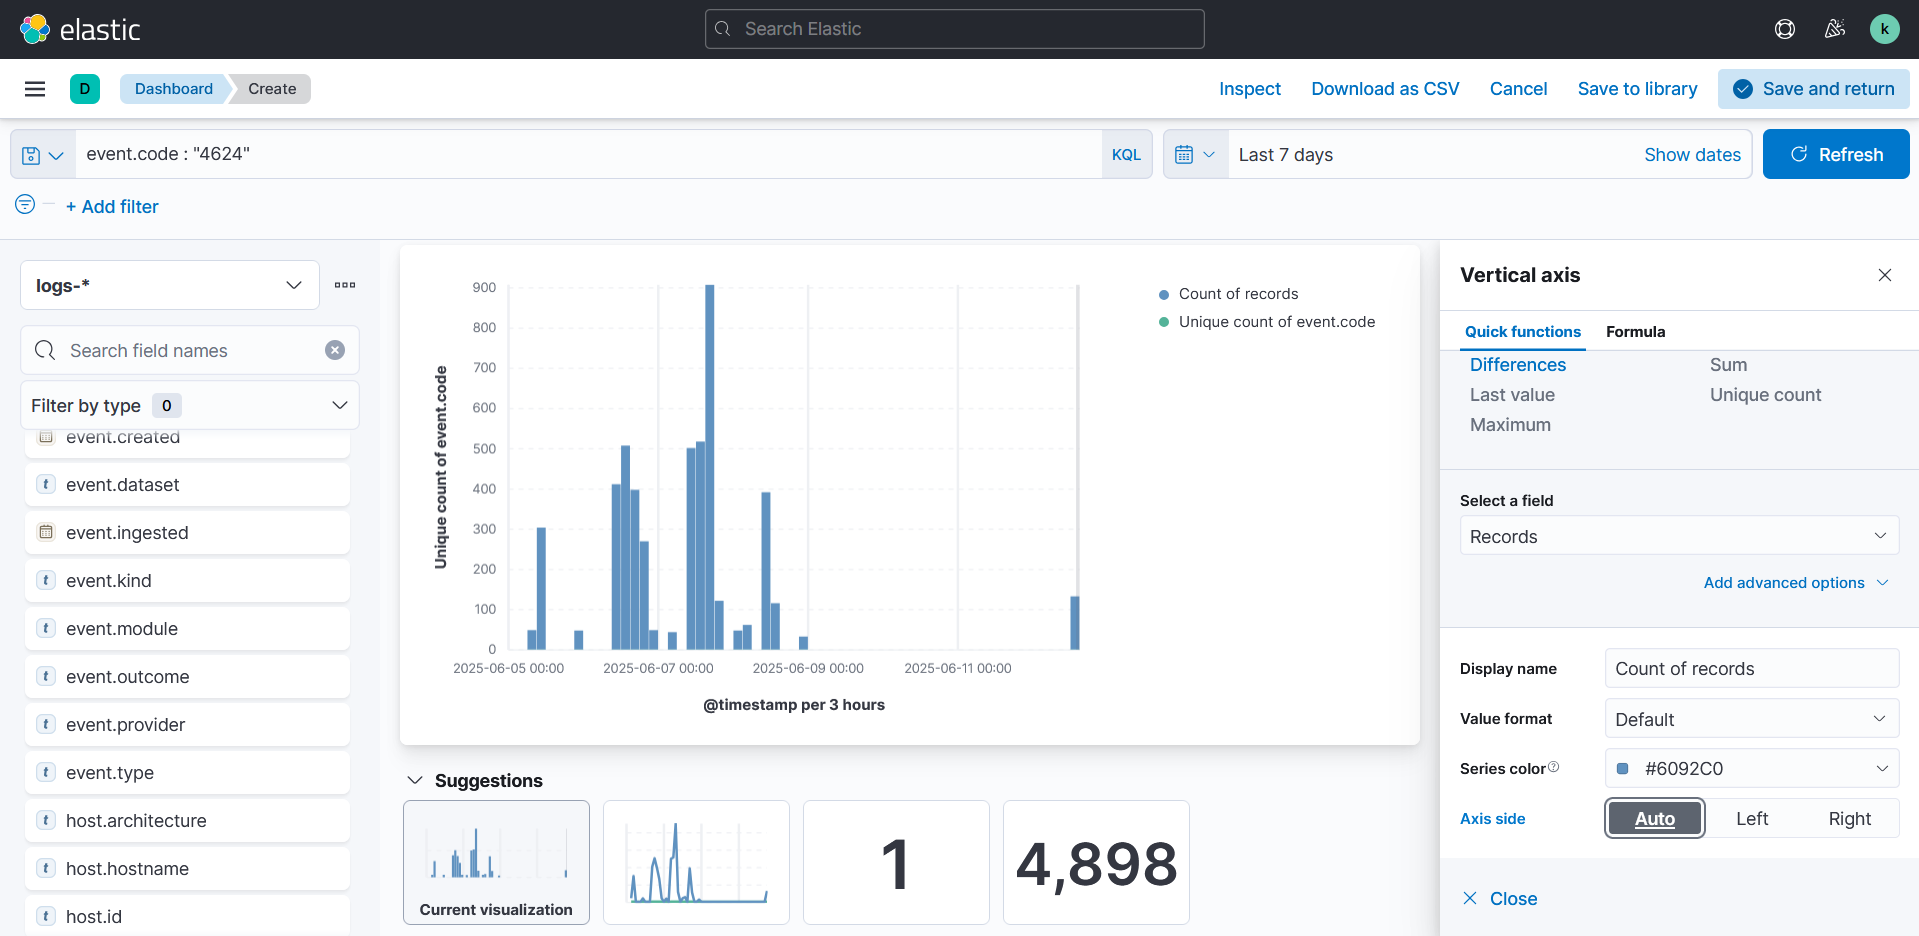 elastic
Search Elastic
k
D
Dashboard
Create
Inspect
Download as CSV
Cancel
Save to library
Save and return
event.code : "4624"
KQL
Last 7 days
Show dates
Refresh
+ Add filter
logs-*
Search field names
Filter by type 0
event.created
t event.dataset
event.ingested
t event.kind
t event.module
t event.outcome
t event.provider
t event.type
t host.architecture
t host.hostname
t host.id
Unique count of event.code
900
800
700
600
500
400
300
200
100
0
2025-06-05 00:00
2025-06-07 00:00
2025-06-09 00:00
2025-06-11 00:00
@timestamp per 3 hours
Count of records
Unique count of event.code
Suggestions
Current visualization
1
4,898
Vertical axis
Quick functions
Formula
Differences
Sum
Last value
Unique count
Maximum
Select a field
Records
Add advanced options
Display name
Count of records
Value format
Default
Series color
#6092C0
Axis side
Auto
Left
Right
Close